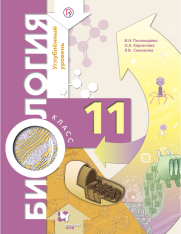 И.Н. Пономарёва
О.А. Корнилова
Л.В. Симонова
БИОЛОГИЯ
Углублённый
уровень
11
КЛАСС